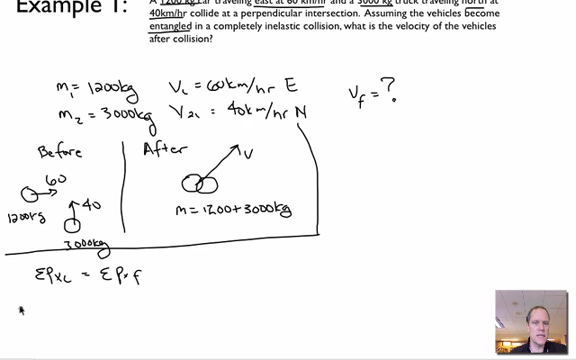 Example 1:
A 1200 kg car traveling east at 60 km/hr and a 3000 kg truck traveling north at
40km/hr collide at a perpendicular intersection. Assuming the vehicles become
entangled in a completely inelastic collision, what is the velocity of the vehicles
after collision?
m₁ = 1200kg V₁ᵢ = 60km/hr E
m₂ = 3000kg V₂ᵢ = 40km/hr N
V_f = ?
Before
60
1200kg
40
3000kg
After
V
m = 1200 + 3000kg
ΣPxᵢ = ΣPxf